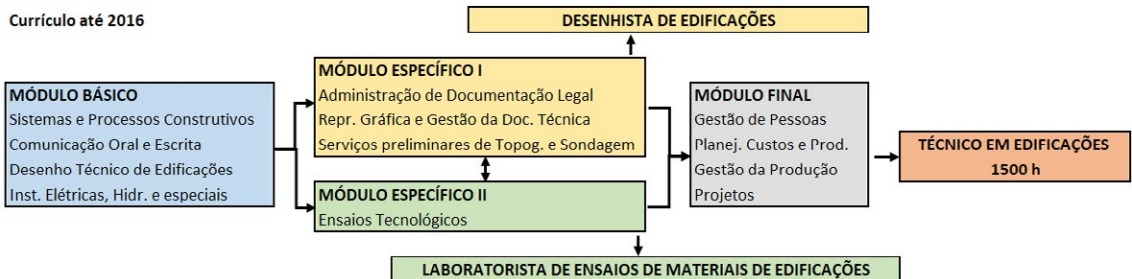 Currículo até 2016
DESENHISTA DE EDIFICAÇÕES
MÓDULO BÁSICO
Sistemas e Processos Construtivos
Comunicação Oral e Escrita
Desenho Técnico de Edificações
Inst. Elétricas, Hidr. e especiais
MÓDULO ESPECÍFICO I
Administração de Documentação Legal
Repr. Gráfica e Gestão da Doc. Técnica
Serviços preliminares de Topog. e Sondagem
MÓDULO ESPECÍFICO II
Ensaios Tecnológicos
MÓDULO FINAL
Gestão de Pessoas
Planej. Custos e Prod.
Gestão da Produção
Projetos
TÉCNICO EM EDIFICAÇÕES
1500 h
LABORATORISTA DE ENSAIOS DE MATERIAIS DE EDIFICAÇÕES